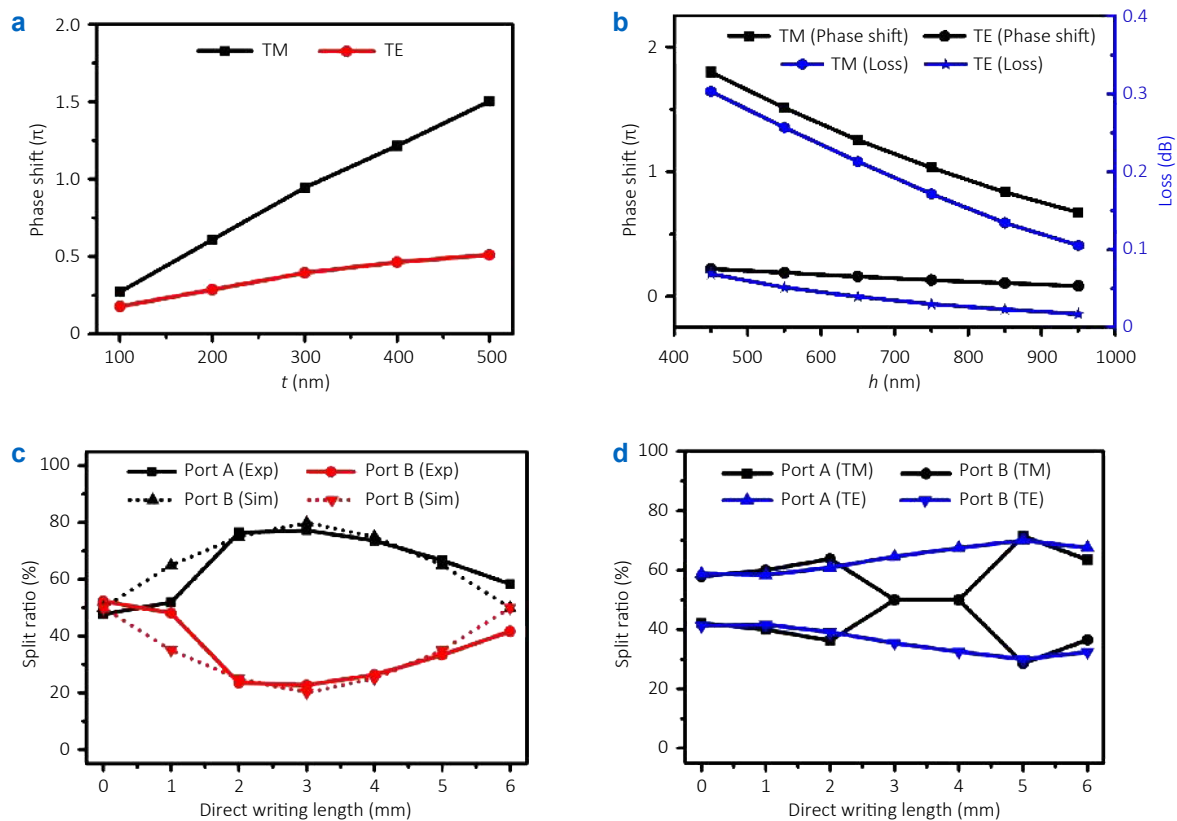 a
2.0
1.5
1.0
0.5
0
Phase shift (π)
TM
TE
100
200
300
400
500
t (nm)
b
2
1
0
Phase shift (π)
TM (Phase shift)
TE (Phase shift)
TM (Loss)
TE (Loss)
0.4
0.3
0.2
0.1
0
Loss (dB)
400
500
600
700
800
900
1000
h (nm)
c
100
80
60
40
20
0
Split ratio (%)
Port A (Exp)
Port B (Exp)
Port B (Sim)
Port B (Sim)
0
1
2
3
4
5
6
Direct writing length (mm)
d
100
80
60
40
20
0
Split ratio (%)
Port A (TM)
Port B (TM)
Port A (TE)
Port B (TE)
0
1
2
3
4
5
6
Direct writing length (mm)